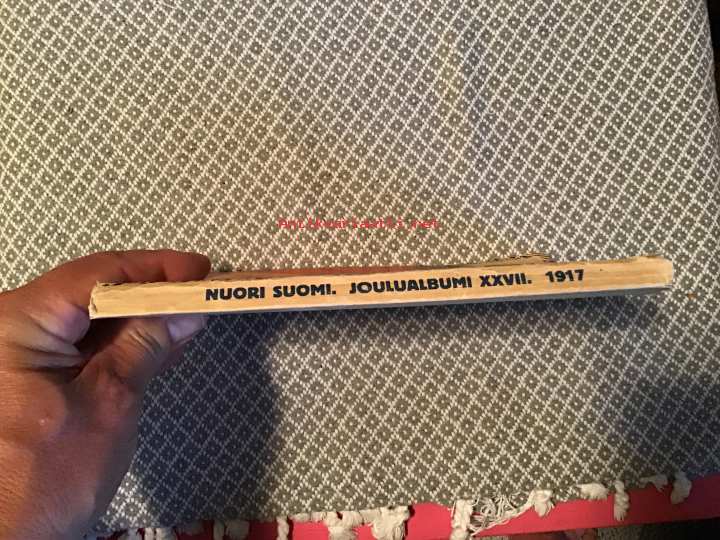 Antikvariaatti.net
NUORI SUOMI. JOULUALBUMI XXVII. 1917